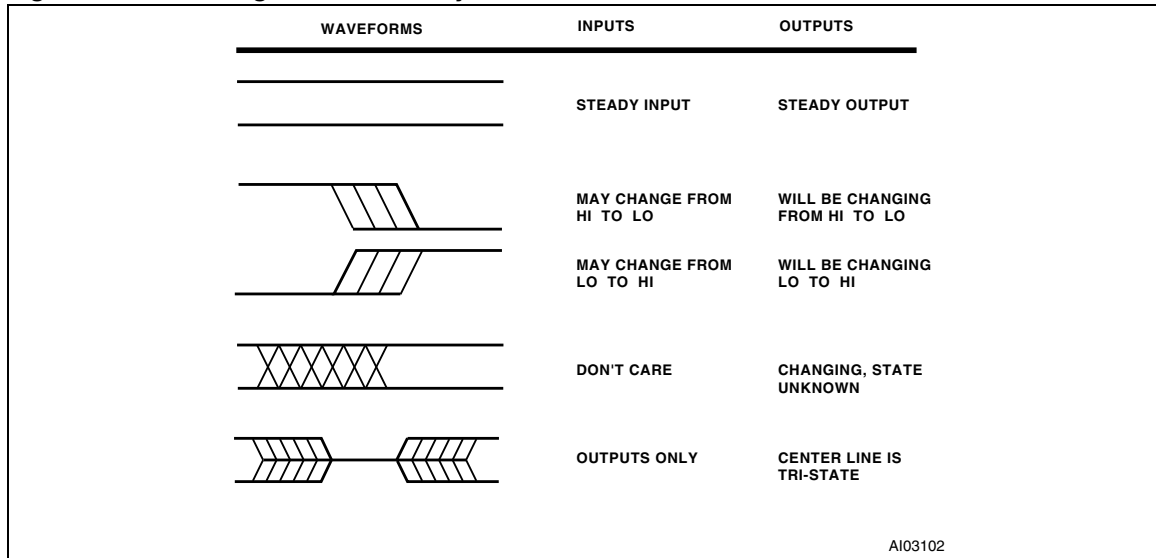 WAVEFORMS INPUTS OUTPUTS
STEADY INPUT STEADY OUTPUT
MAY CHANGE FROM HI TO LO WILL BE CHANGING FROM HI TO LO
MAY CHANGE FROM LO TO HI WILL BE CHANGING LO TO HI
DON'T CARE CHANGING, STATE UNKNOWN
OUTPUTS ONLY CENTER LINE IS TRI-STATE
AI03102